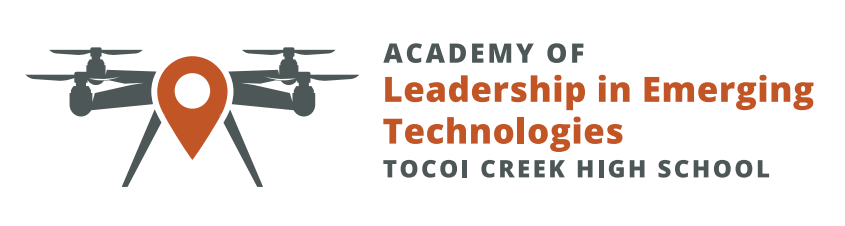 ACADEMY OF
Leadership in Emerging
Technologies
TOCOI CREEK HIGH SCHOOL